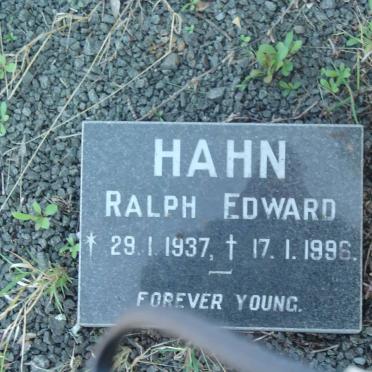 HAHN
RALPH EDWARD
* 29.1.1937, † 17.1.1996.
—
FOREVER YOUNG.